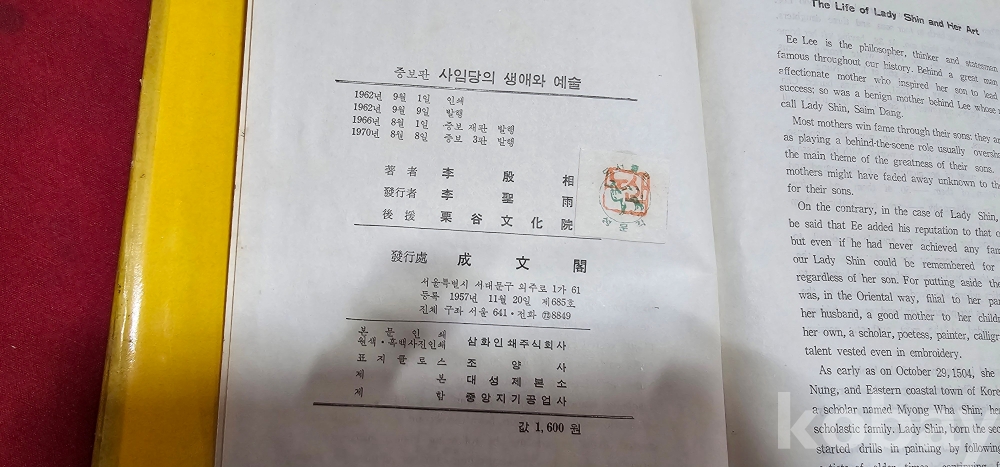 증보판 사임당의 생애와 예술
1962년 9월 1일 인쇄
1962년 9월 9일 발행
1966년 8월 1일 증보 재판 발행
1970년 8월 8일 증보 3판 발행
著者 李殷相
發行者 李聖雨
後援 栗谷文化院
發行處 成文閣
서울특별시 서대문구 의주로 1가 61
등록 1957년 11월 20일 제685호
진체 구좌 서울 641·전화 ㉒8849
본문인쇄
원색·흑백사진인쇄 삼화인쇄주식회사
표지클로스 조양사
제본 대성제본소
제함 중앙지기공업사
값 1,600 원
The Life of Lady Shin and Her Art
Ee Lee is the philosopher, thinker and statesman
famous throughout our history. Behind a great man
affectionate mother who inspired her son to lead
success; so was a benign mother behind Lee whose
call Lady Shin, Saim Dang.
Most mothers win fame through their sons; they
as playing a behind-the-scene role usually
the main theme of the greatness of their sons.
mothers might have faded away unknown to
for their sons.
On the contrary, in the case of Lady Shin,
be said that Ee added his reputation to that
but even if he had never achieved any
our Lady Shin could be remembered for
regardless of her son. For putting aside
was, in the Oriental way, filial to her
her husband, a good mother to her
her own, a scholar, poetess, painter,
talent vested even in embroidery.
As early as on October 29, 1504, she
Nung, and Eastern coastal town of
a scholar named Myong Wha Shin;
scholastic family. Lady Shin, born the
started drills in painting by following